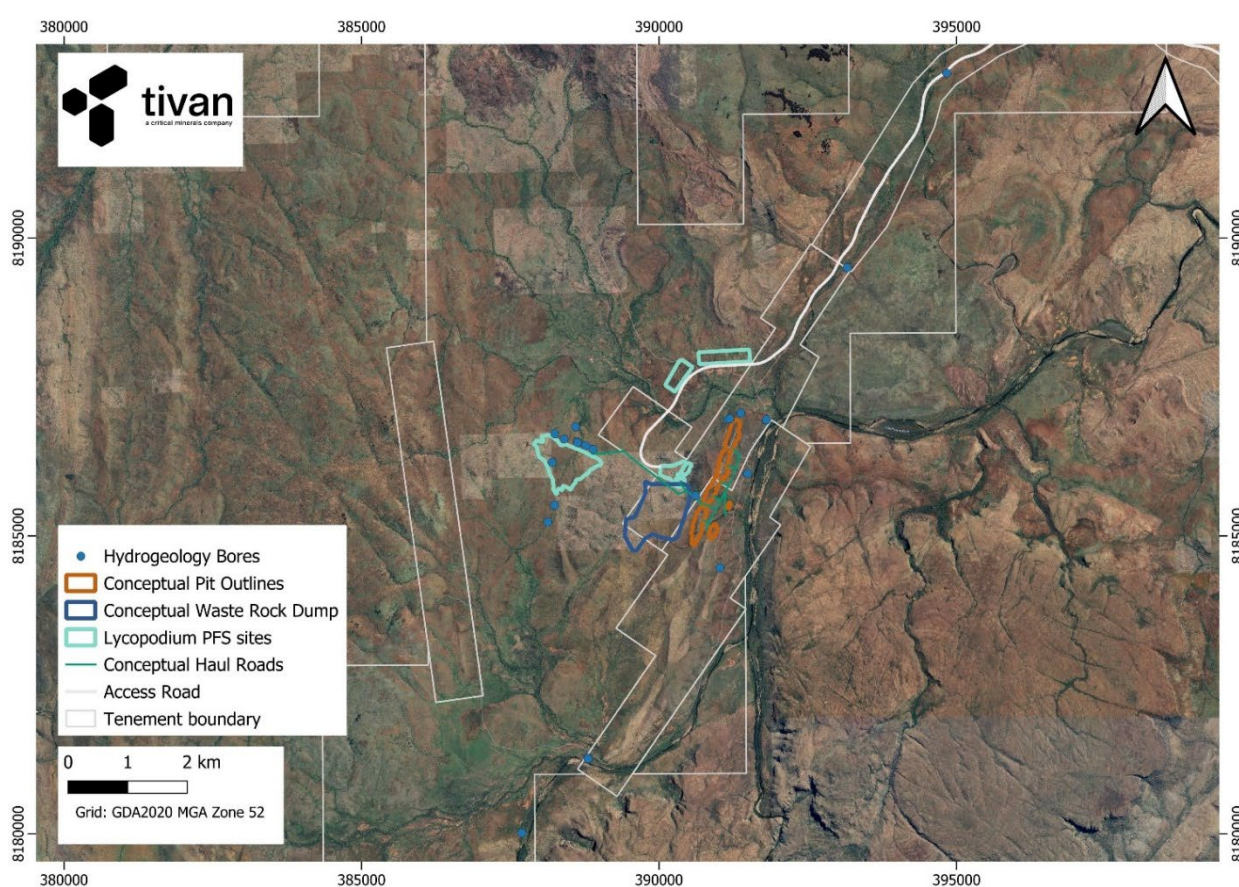 380000
385000
390000
395000
tivan
a critical minerals company
8190000
8190000
8185000
8185000
8180000
8180000
Hydrogeology Bores
Conceptual Pit Outlines
Conceptual Waste Rock Dump
Lycopodium PFS sites
Conceptual Haul Roads
Access Road
Tenement boundary
0 1 2 km
Grid: GDA2020 MGA Zone 52
380000
385000
390000
395000